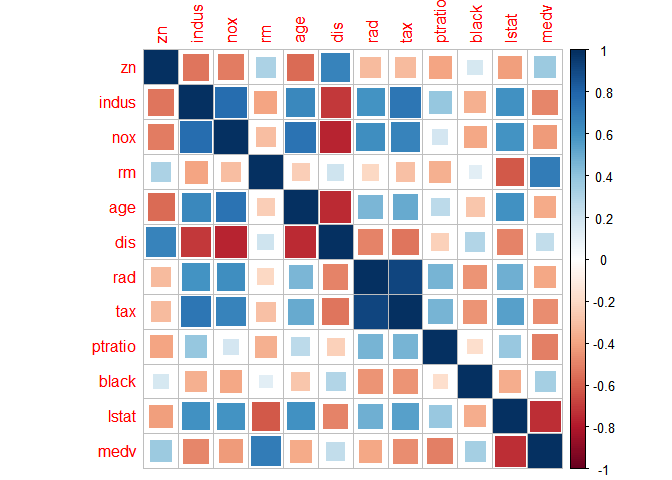 zn indus nox rm age dis rad tax ptratio black lstat medv
zn
indus
nox
rm
age
dis
rad
tax
ptratio
black
lstat
medv
1
0.8
0.6
0.4
0.2
0
-0.2
-0.4
-0.6
-0.8
-1